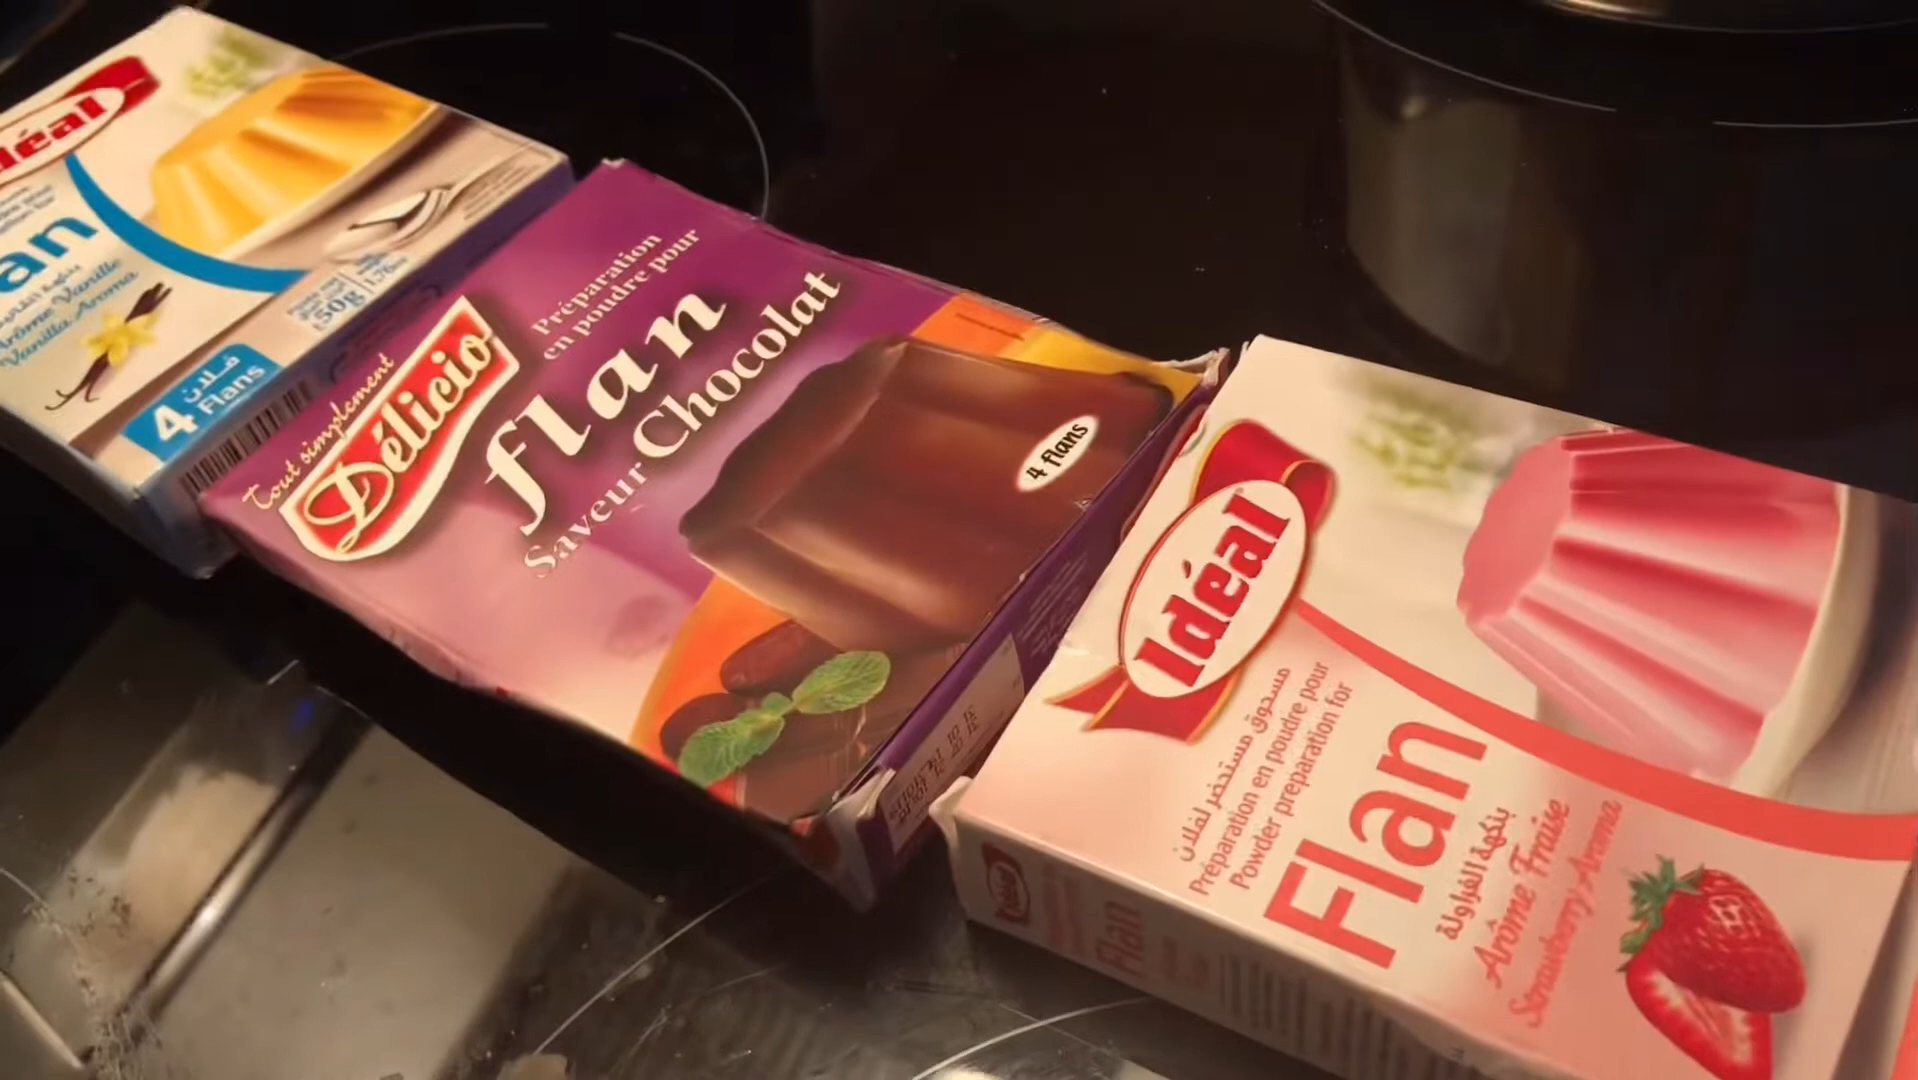 déal
an
Arôme Vanille
Vanilla Aroma
50g
4 فلان
Flans
Tout simplement
Délicio
Préparation
en poudre pour
flan
Saveur Chocolat
4 flans
Idéal
مسحوق مستحضر لفلان
Préparation en poudre pour
Powder preparation for
Flan
بنكهة الفراولة
Arôme Fraise
Strawberry Aroma
Idéal
Flan